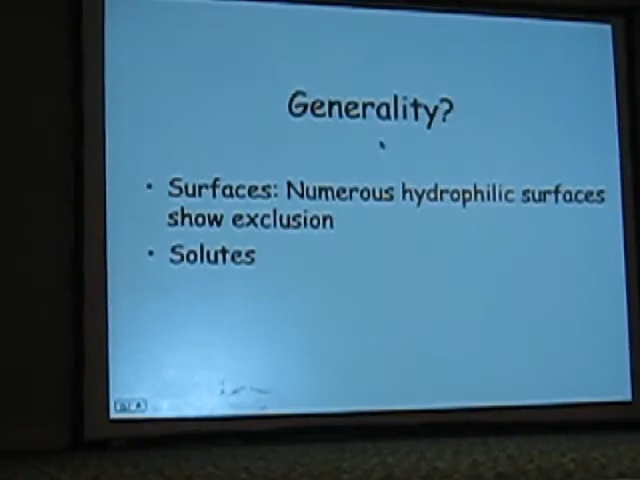 Generality?
• Surfaces: Numerous hydrophilic surfaces
show exclusion
• Solutes